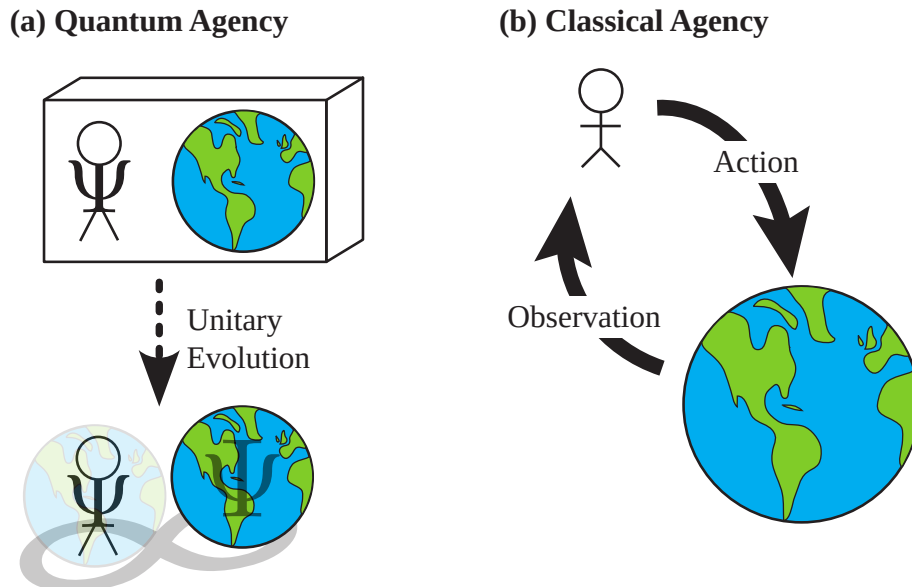 (a) Quantum Agency
Ψ
Unitary
Evolution
Ψ
Ψ
(b) Classical Agency
Action
Observation